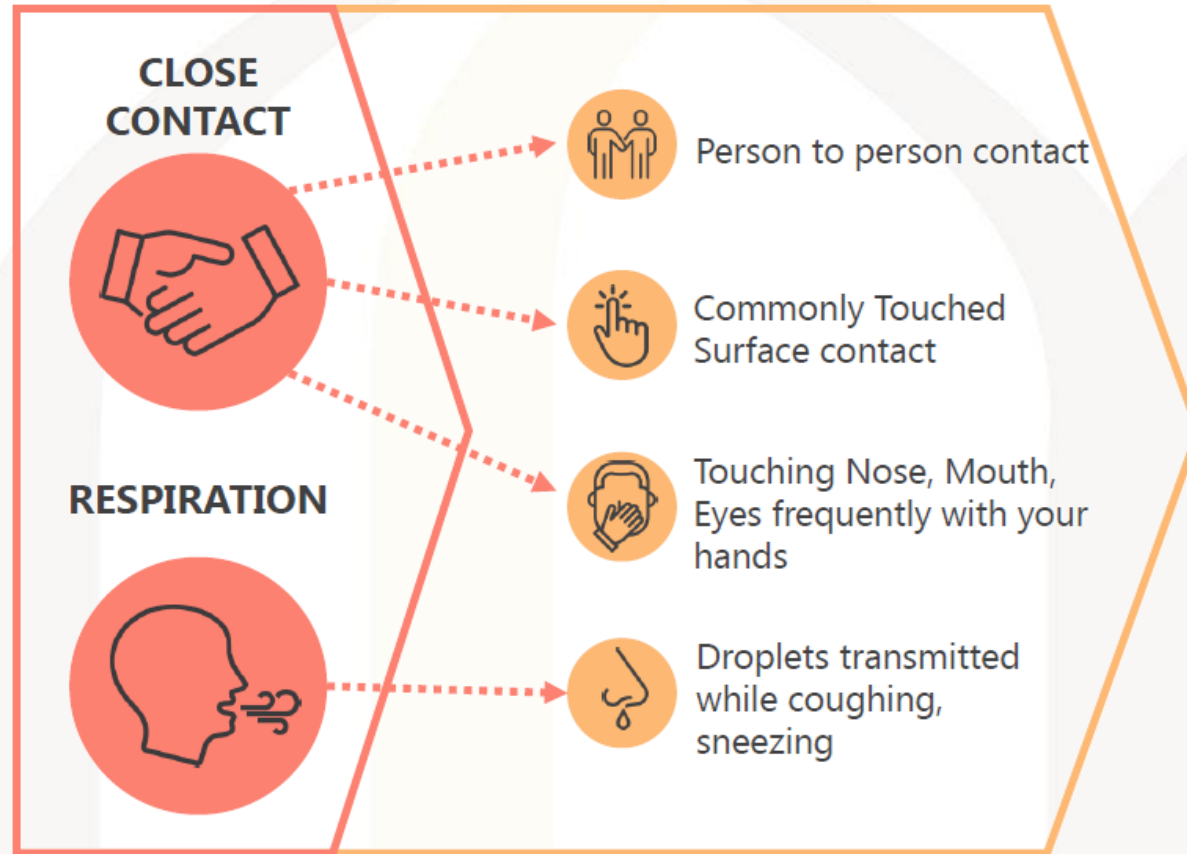 CLOSE
CONTACT
Person to person contact
Commonly Touched
Surface contact
Touching Nose, Mouth,
Eyes frequently with your
hands
RESPIRATION
Droplets transmitted
while coughing,
sneezing